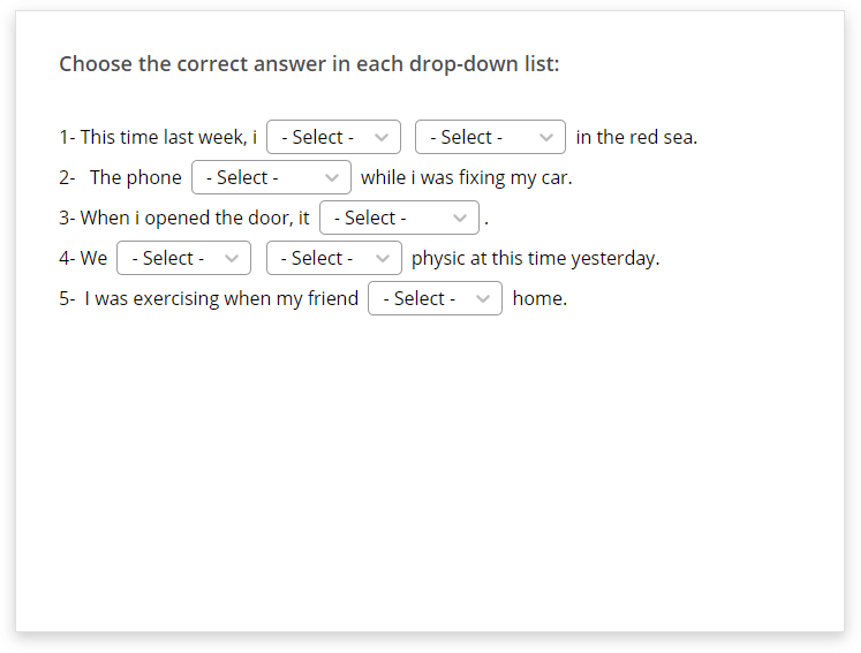 Choose the correct answer in each drop-down list:
1- This time last week, i - Select - - Select - in the red sea.
2- The phone - Select - while i was fixing my car.
3- When i opened the door, it - Select - .
4- We - Select - - Select - physic at this time yesterday.
5- I was exercising when my friend - Select - home.